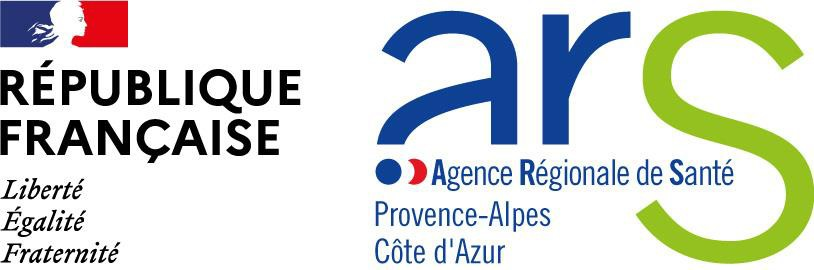 RÉPUBLIQUE
FRANÇAISE
Liberté
Égalité
Fraternité
ars
Agence Régionale de Santé
Provence-Alpes
Côte d'Azur